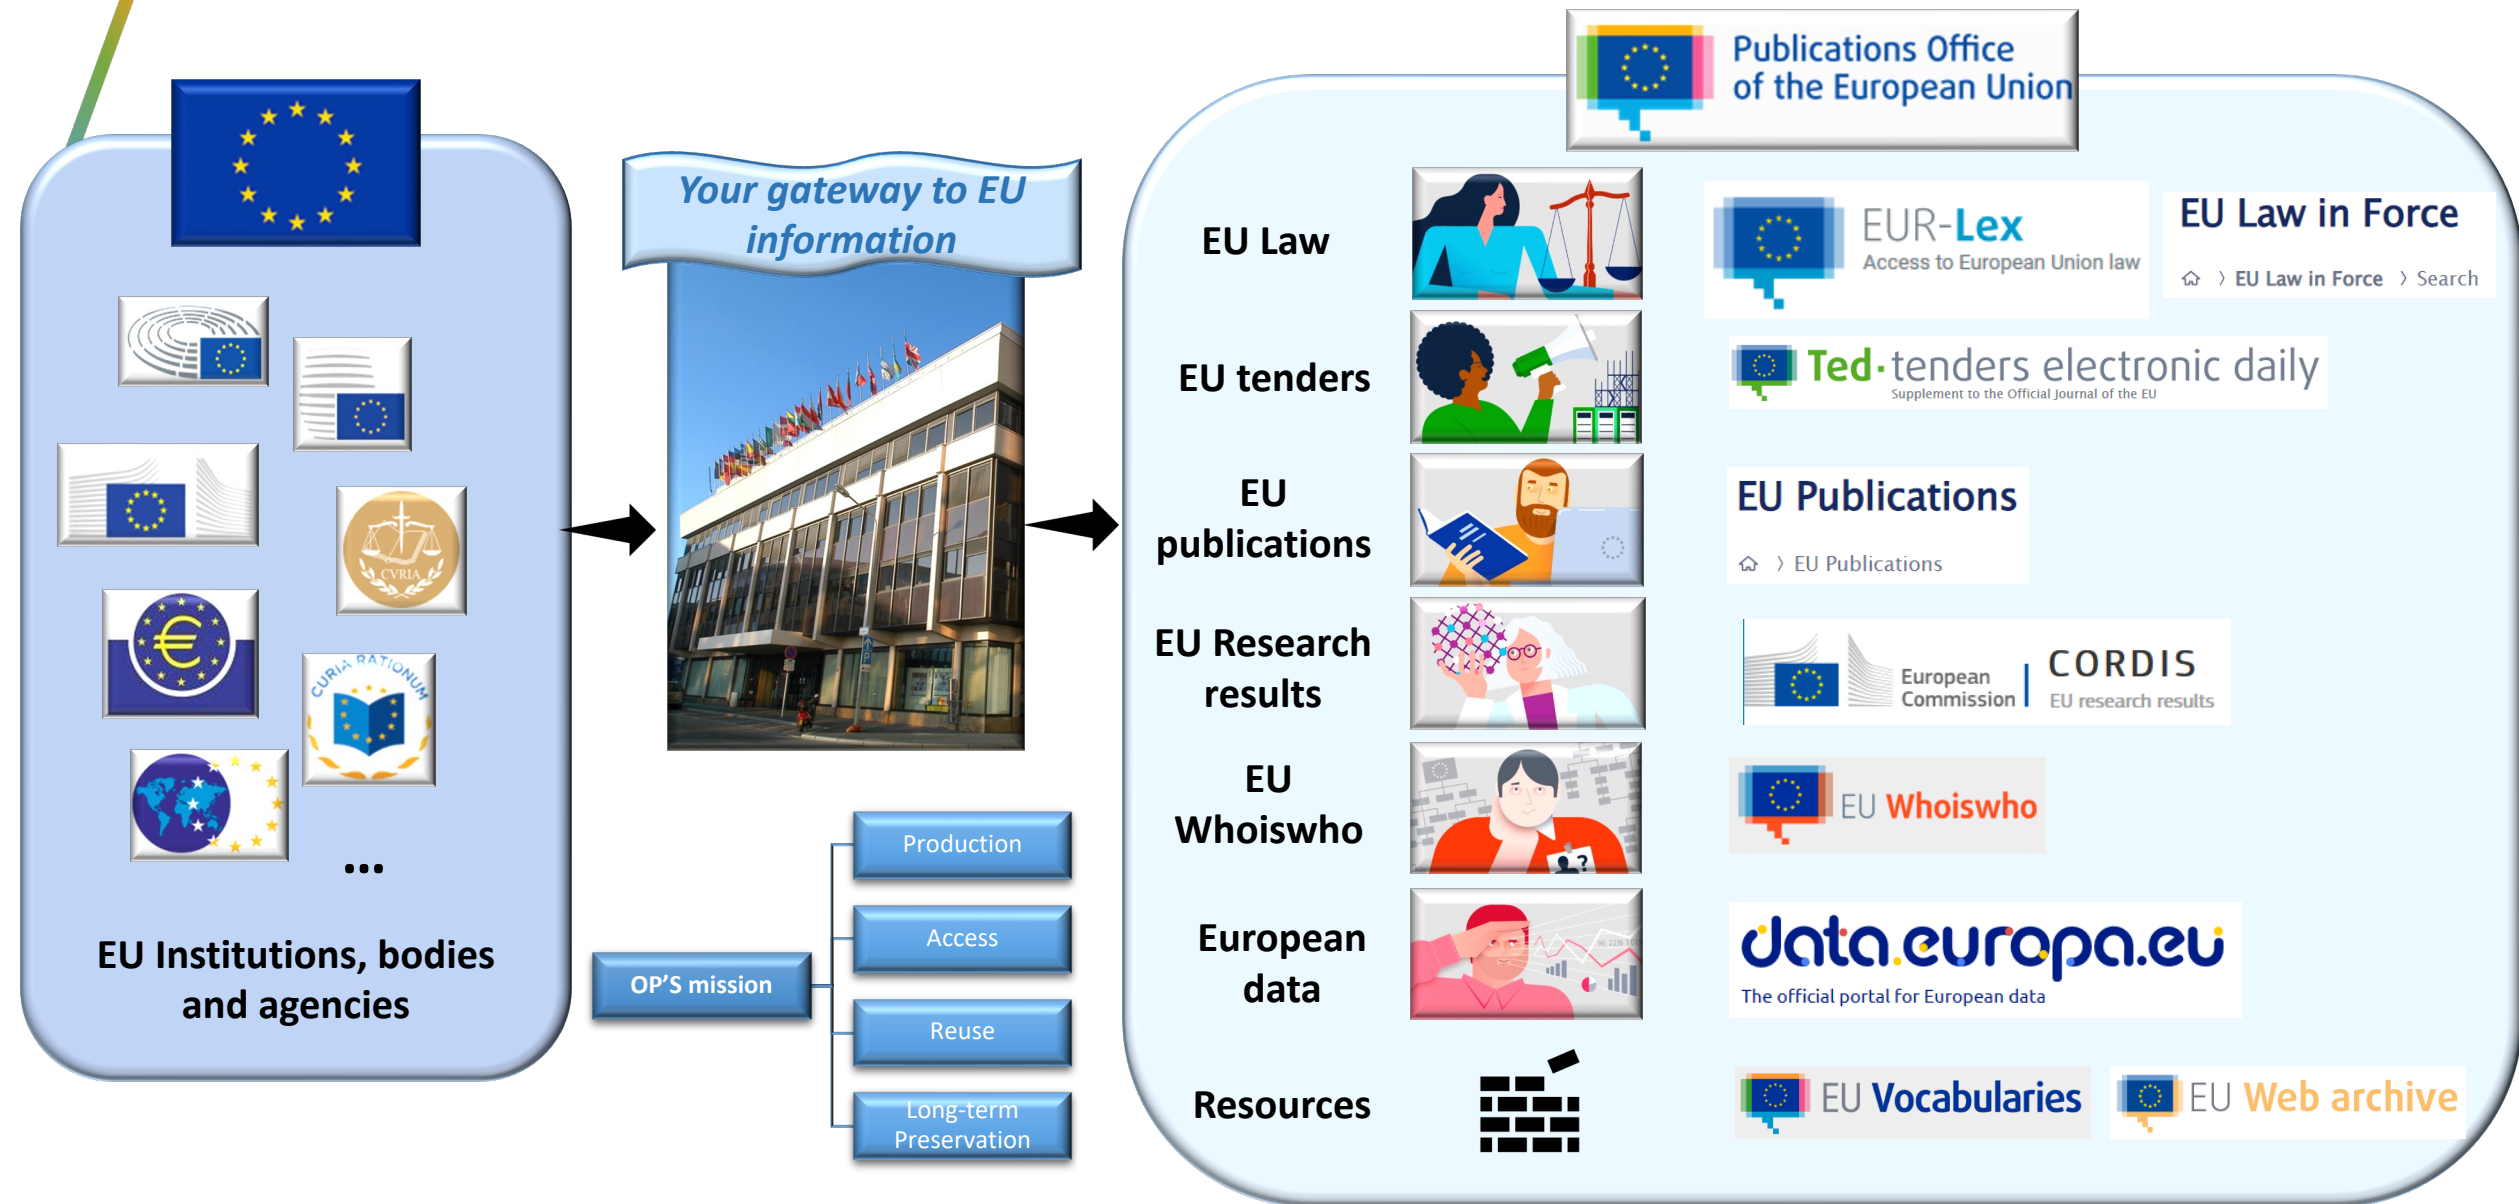 Publications Office
of the European Union
Your gateway to EU
information
CVRIA
€
CURIA RATIONUM
...
EU Institutions, bodies
and agencies
OP'S mission
Production
Access
Reuse
Long-term
Preservation
EU Law
EUR-Lex
Access to European Union law
EU Law in Force
> EU Law in Force > Search
EU tenders
Ted·tenders electronic daily
Supplement to the Official Journal of the EU
EU
publications
EU Publications
> EU Publications
EU Research
results
European
Commission
CORDIS
EU research results
EU
Whoiswho
?
EU Whoiswho
European
data
data.europa.eu
The official portal for European data
Resources
EU Vocabularies
EU Web archive